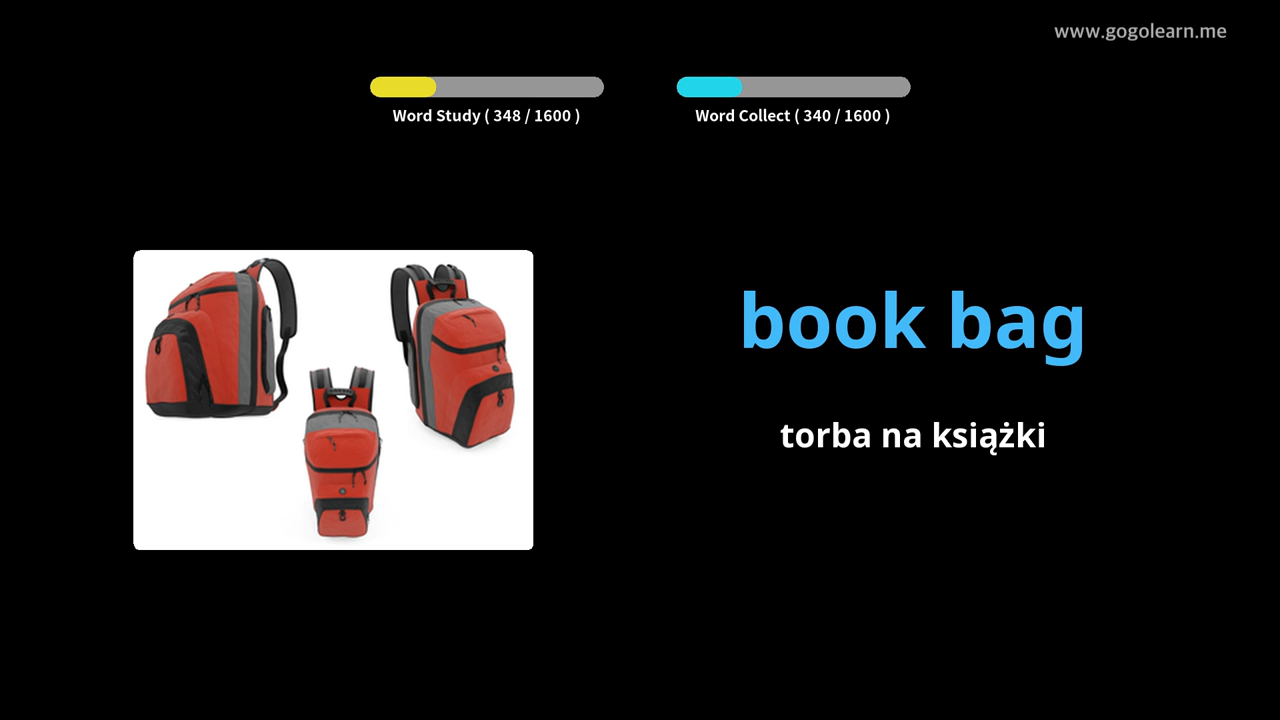 www.gogolearn.me
Word Study ( 348 / 1600 )
Word Collect ( 340 / 1600 )
book bag
torba na książki